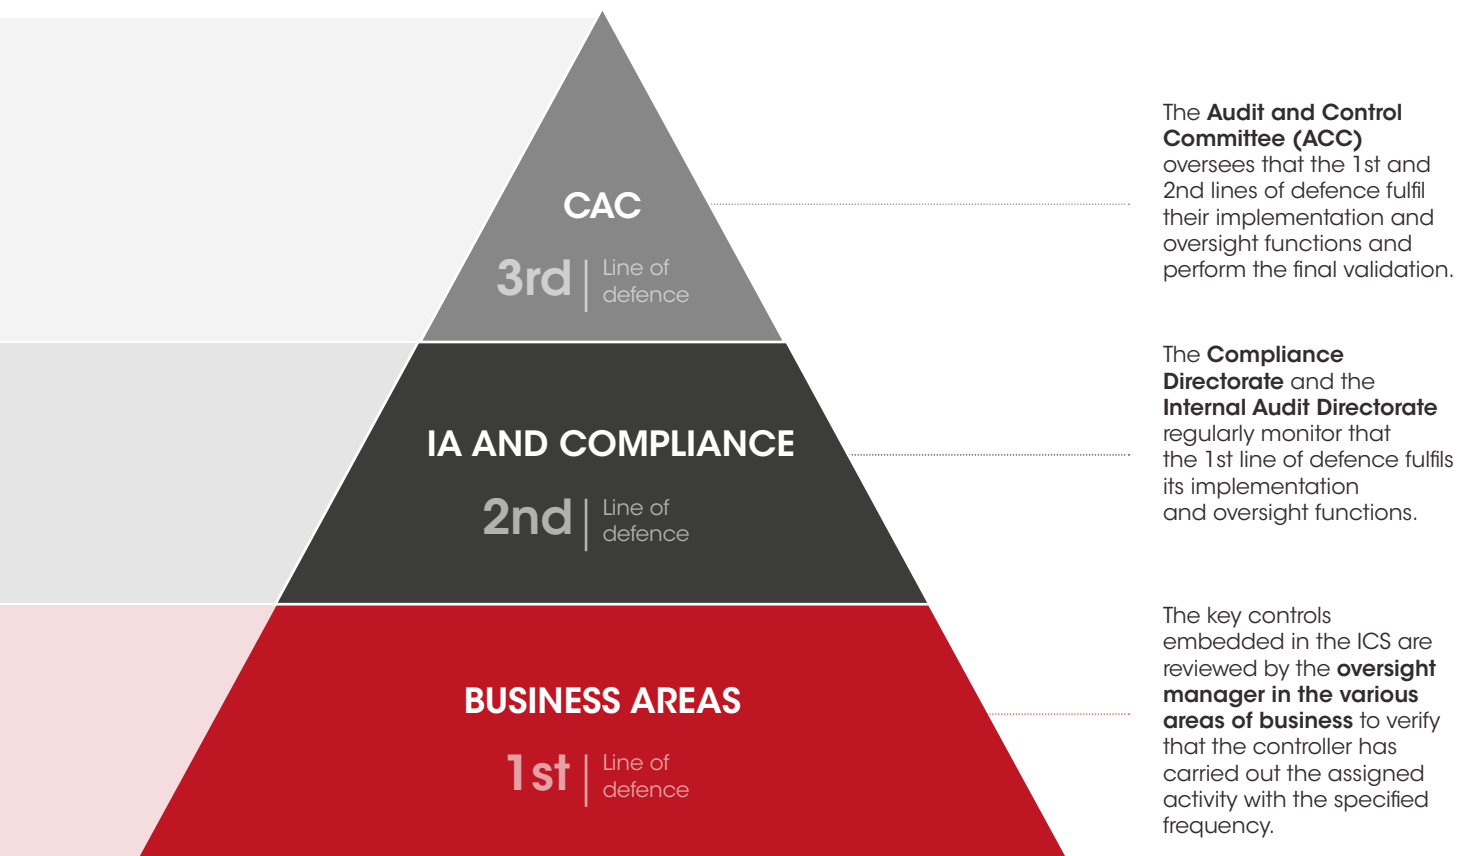 CAC
3rd
Line of
defence
The Audit and Control
Committee (ACC)
oversees that the 1st and
2nd lines of defence fulfil
their implementation and
oversight functions and
perform the final validation.
IA AND COMPLIANCE
2nd
Line of
defence
The Compliance
Directorate and the
Internal Audit Directorate
regularly monitor that
the 1st line of defence fulfils
its implementation
and oversight functions.
BUSINESS AREAS
1st
Line of
defence
The key controls
embedded in the ICS are
reviewed by the oversight
manager in the various
areas of business to verify
that the controller has
carried out the assigned
activity with the specified
frequency.